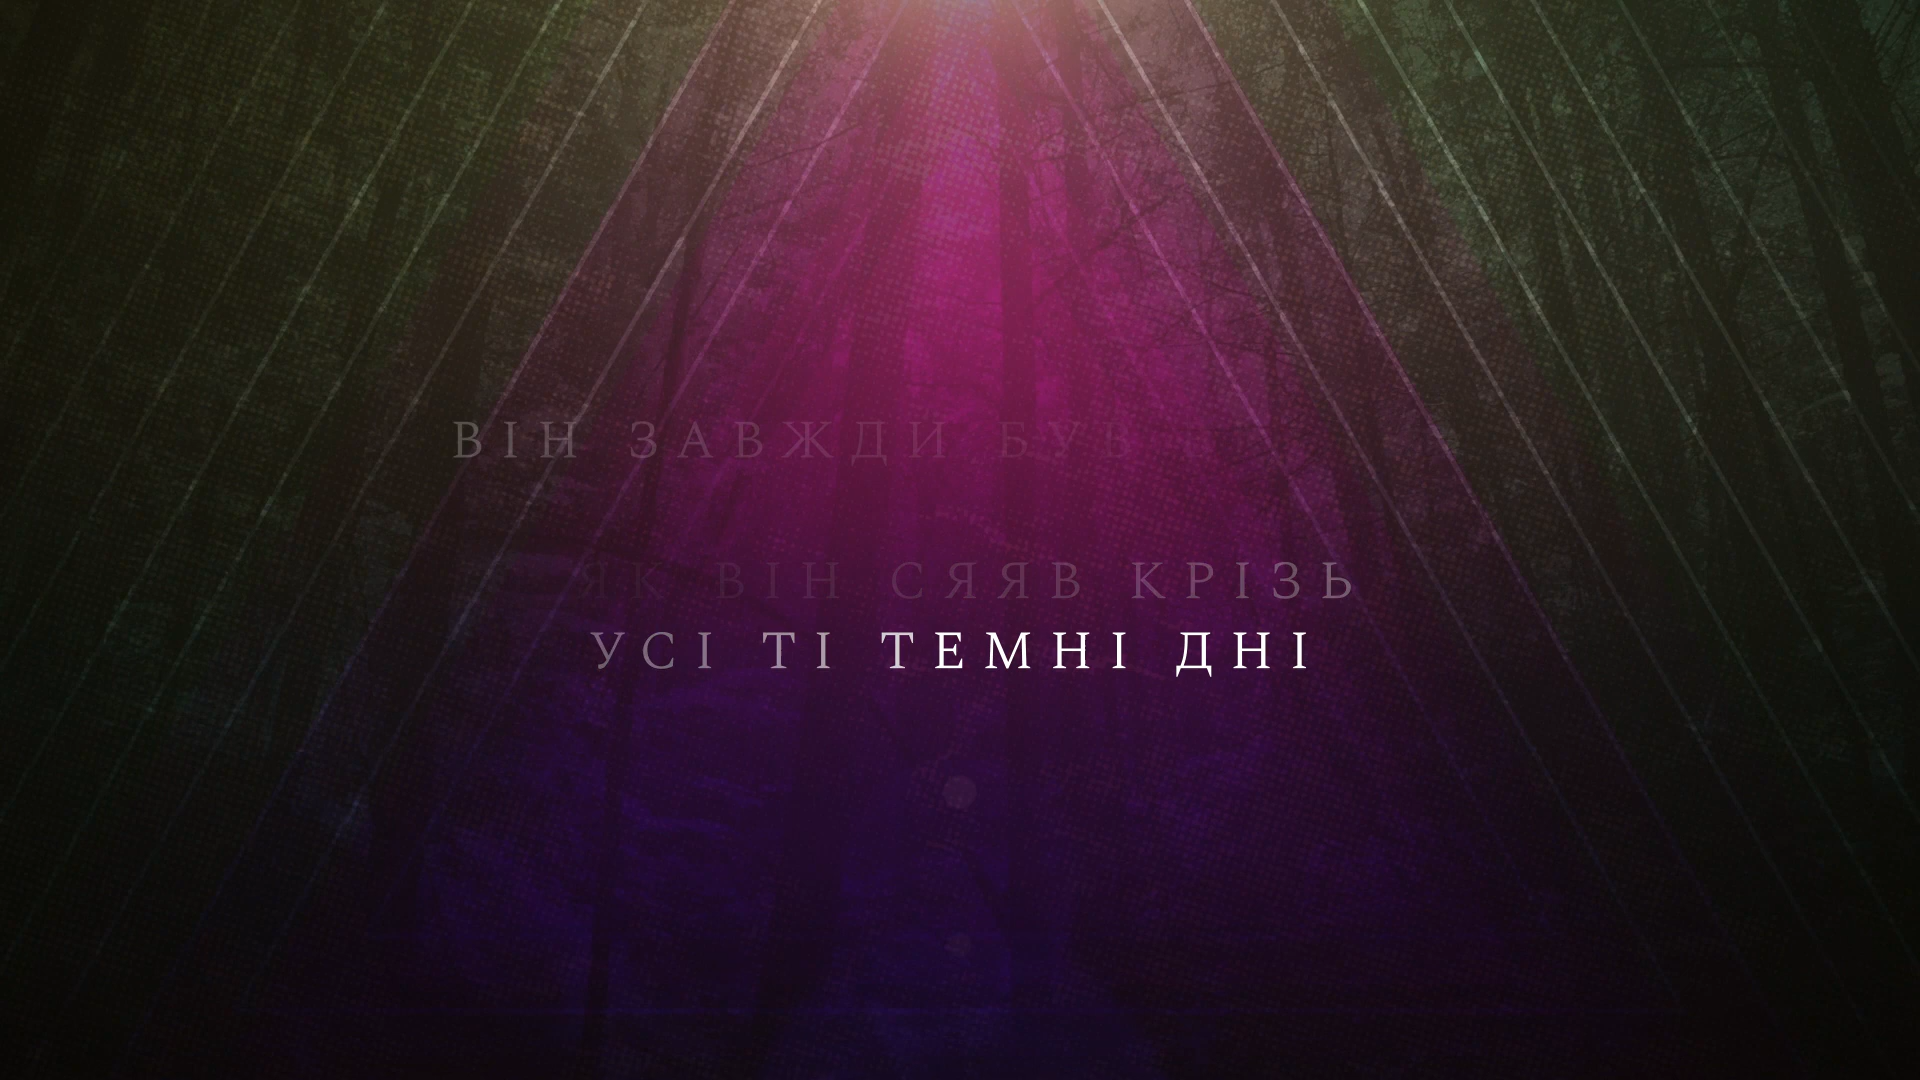 ВІН ЗАВЖДИ БУВ
ЯК ВІН СЯЯВ КРІЗЬ
УСІ ТІ ТЕМНІ ДНІ